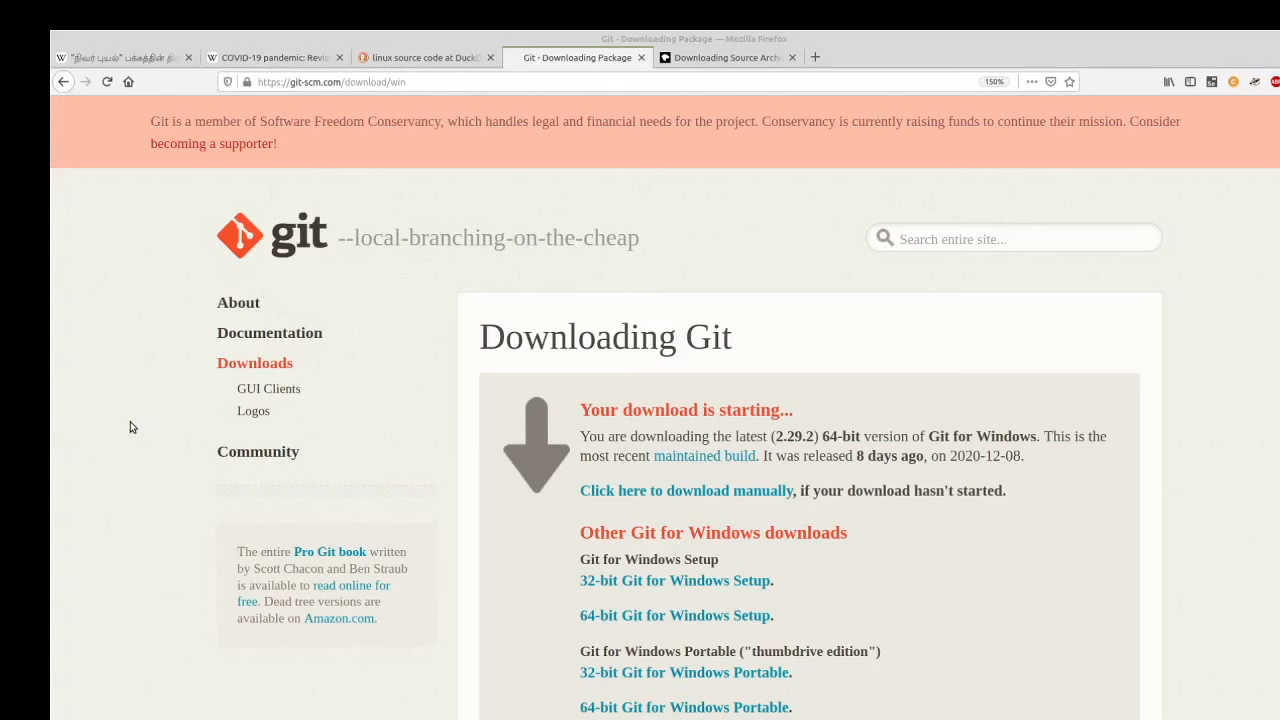 Git - Downloading Package — Mozilla Firefox
"நிவர் புயல்" பக்கத்தின் தி
COVID-19 pandemic: Revis
linux source code at DuckD
Git - Downloading Package
Downloading Source Archi
https://git-scm.com/download/win
150%
Git is a member of Software Freedom Conservancy, which handles legal and financial needs for the project. Conservancy is currently raising funds to continue their mission. Consider
becoming a supporter!
git --local-branching-on-the-cheap
Search entire site...
About
Documentation
Downloads
GUI Clients
Logos
Community
The entire Pro Git book written
by Scott Chacon and Ben Straub
is available to read online for
free. Dead tree versions are
available on Amazon.com.
Downloading Git
Your download is starting...
You are downloading the latest (2.29.2) 64-bit version of Git for Windows. This is the
most recent maintained build. It was released 8 days ago, on 2020-12-08.
Click here to download manually, if your download hasn't started.
Other Git for Windows downloads
Git for Windows Setup
32-bit Git for Windows Setup.
64-bit Git for Windows Setup.
Git for Windows Portable ("thumbdrive edition")
32-bit Git for Windows Portable.
64-bit Git for Windows Portable.